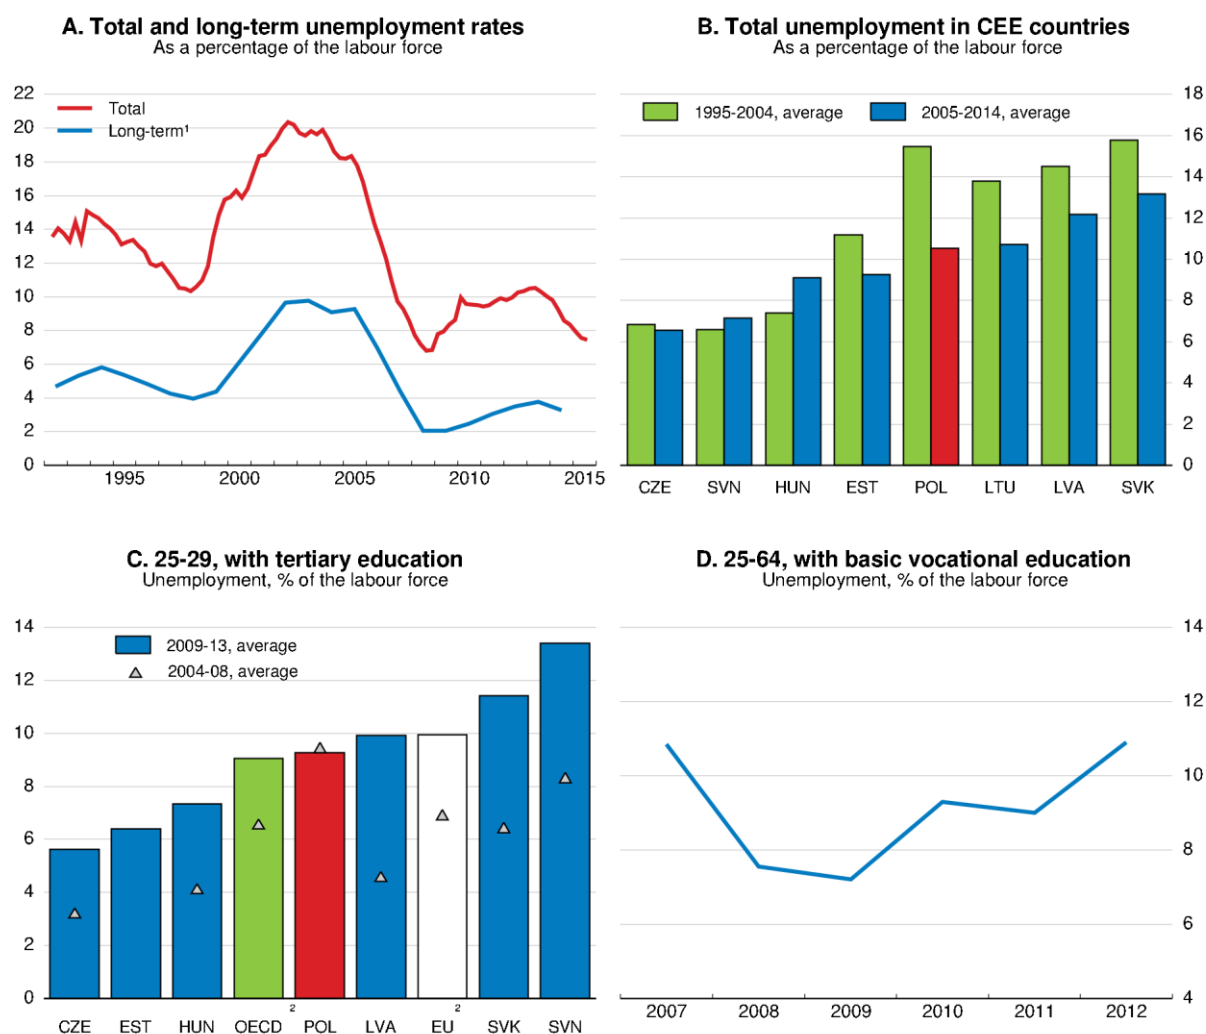 A. Total and long-term unemployment rates
As a percentage of the labour force
22
20
18
16
14
12
10
8
6
4
2
0
Total
Long-term¹
1995
2000
2005
2010
2015
B. Total unemployment in CEE countries
As a percentage of the labour force
1995-2004, average
2005-2014, average
18
16
14
12
10
8
6
4
2
0
CZE
SVN
HUN
EST
POL
LTU
LVA
SVK
C. 25-29, with tertiary education
Unemployment, % of the labour force
14
12
10
8
6
4
2
0
2009-13, average
2004-08, average
CZE
EST
HUN
OECD ²
POL
LVA
EU ²
SVK
SVN
D. 25-64, with basic vocational education
Unemployment, % of the labour force
14
12
10
8
6
4
2007
2008
2009
2010
2011
2012